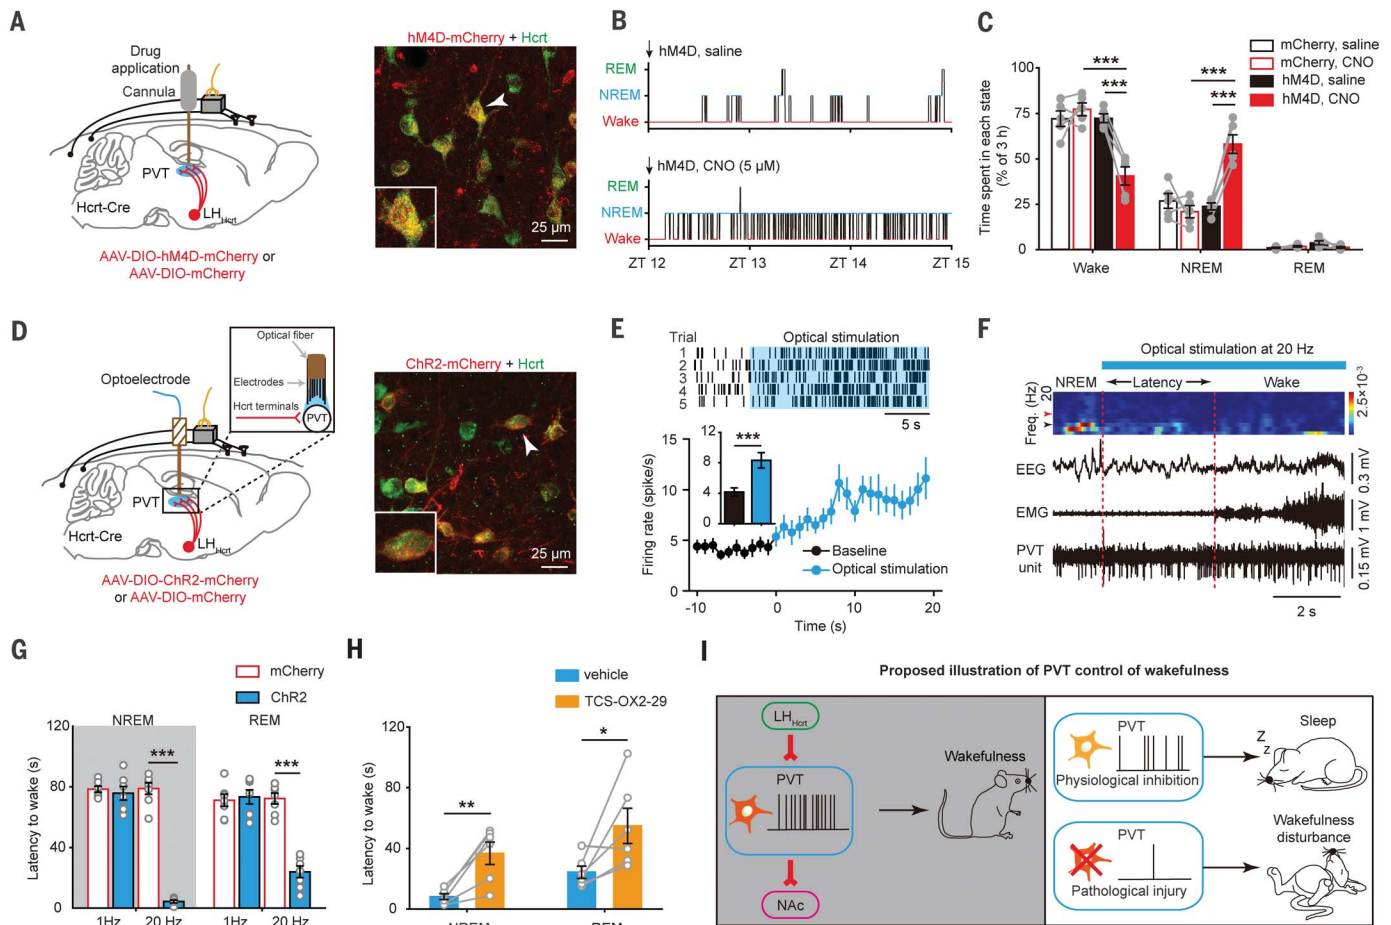 A
Drug
application
Cannula
PVT
Hcrt-Cre
LH Hcrt
AAV-DIO-hM4D-mCherry or
AAV-DIO-mCherry
hM4D-mCherry + Hcrt
25 µm
B
hM4D, saline
REM
NREM
Wake
hM4D, CNO (5 µM)
REM
NREM
Wake
ZT 12 ZT 13 ZT 14 ZT 15
C
mCherry, saline
mCherry, CNO
hM4D, saline
hM4D, CNO
Time spent in each state
(% of 3 h)
100
75
50
25
0
***
***
***
***
Wake NREM REM
D
Optical fiber
Electrodes
Hcrt terminals
PVT
Optoelectrode
PVT
Hcrt-Cre
LH Hcrt
AAV-DIO-ChR2-mCherry
or AAV-DIO-mCherry
ChR2-mCherry + Hcrt
25 µm
E
Trial Optical stimulation
1
2
3
4
5
5 s
Firing rate (spike/s)
15
10
5
0
12
8
4
0
***
Baseline
Optical stimulation
-10 0 10 20
Time (s)
F
Optical stimulation at 20 Hz
NREM Latency Wake
Freq. (Hz)
20
2.5×10-3
EEG
0.3 mV
EMG
1 mV
PVT
unit
0.15 mV
2 s
G
mCherry
ChR2
Latency to wake (s)
120
80
40
0
NREM REM
***
***
1Hz 20 Hz 1Hz 20 Hz
H
vehicle
TCS-OX2-29
Latency to wake (s)
120
80
40
0
**
*
NREM REM
I
Proposed illustration of PVT control of wakefulness
LH Hcrt
PVT
NAc
Wakefulness
PVT
Physiological inhibition
Z
z
Sleep
PVT
Pathological injury
Wakefulness
disturbance